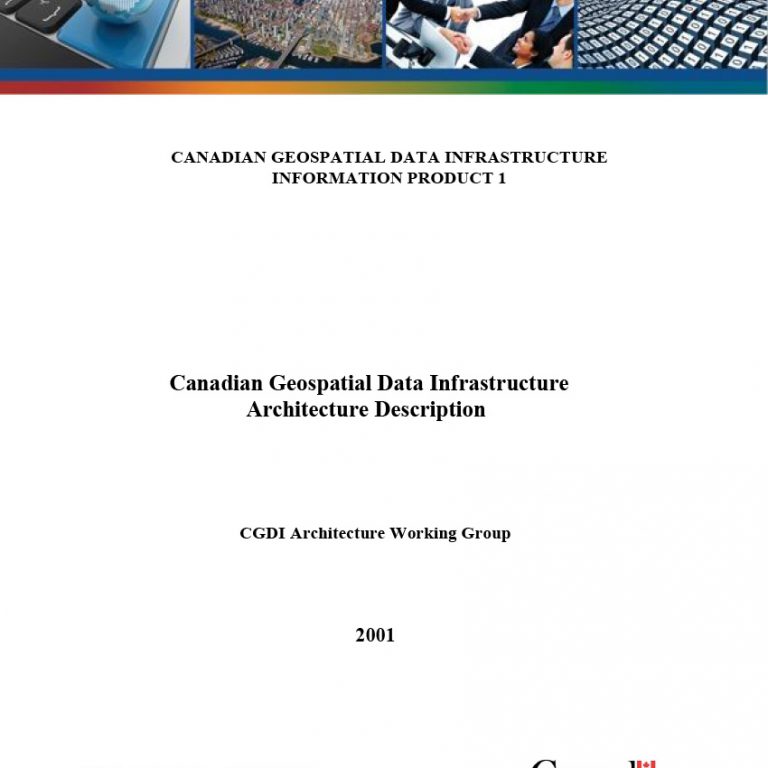 CANADIAN GEOSPATIAL DATA INFRASTRUCTURE
INFORMATION PRODUCT 1
Canadian Geospatial Data Infrastructure
Architecture Description
CGDI Architecture Working Group
2001